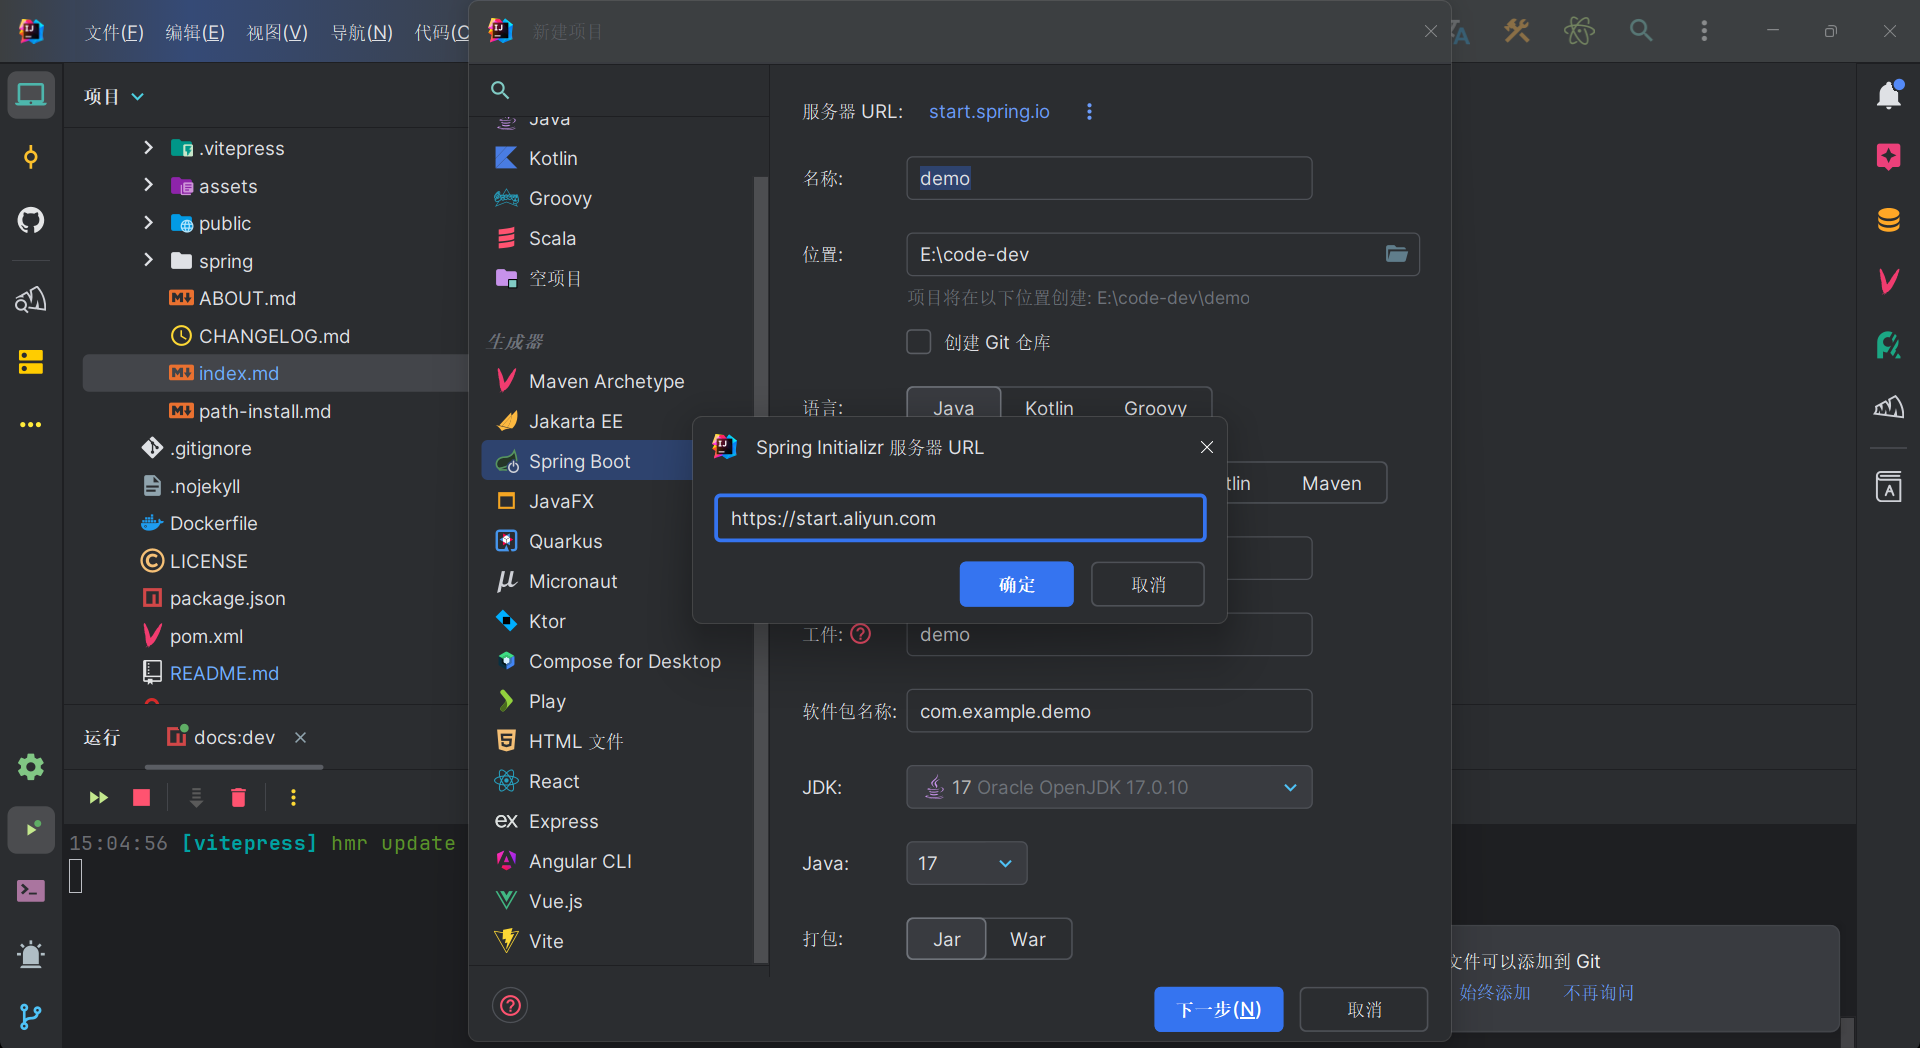 文件(F) 编辑(E) 视图(V) 导航(N) 代码(C
新建项目
项目
.vitepress
assets
public
spring
ABOUT.md
CHANGELOG.md
index.md
path-install.md
.gitignore
.nojekyll
Dockerfile
LICENSE
package.json
pom.xml
README.md
运行 docs:dev
15:04:56 [vitepress] hmr update
Java
Kotlin
Groovy
Scala
空项目
生成器
Maven Archetype
Jakarta EE
Spring Boot
JavaFX
Quarkus
Micronaut
Ktor
Compose for Desktop
Play
HTML 文件
React
Express
Angular CLI
Vue.js
Vite
服务器 URL: start.spring.io
名称: demo
位置: E:\code-dev
项目将在以下位置创建: E:\code-dev\demo
创建 Git 仓库
语言: Java Kotlin Groovy
tlin Maven
Spring Initializr 服务器 URL
https://start.aliyun.com
确定 取消
工件: demo
软件包名称: com.example.demo
JDK: 17 Oracle OpenJDK 17.0.10
Java: 17
打包: Jar War
下一步(N) 取消
文件可以添加到 Git
始终添加 不再询问